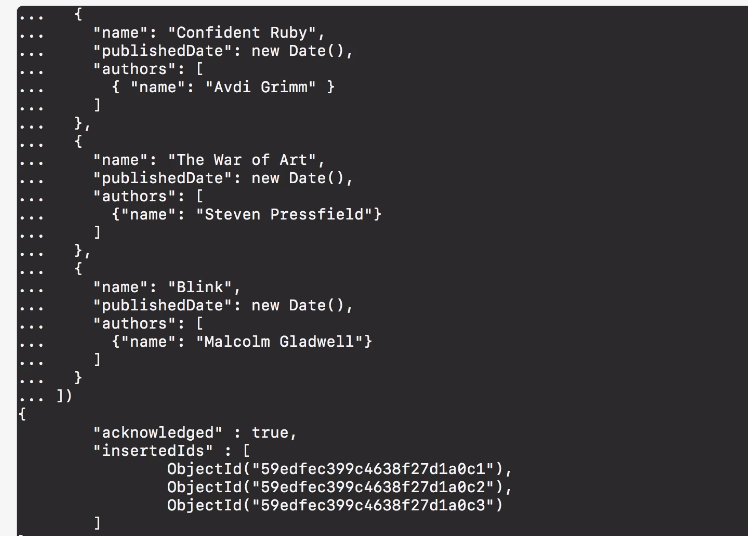 ...   {
...     "name": "Confident Ruby",
...     "publishedDate": new Date(),
...     "authors": [
...       { "name": "Avdi Grimm" }
...     ]
...   },
...   {
...     "name": "The War of Art",
...     "publishedDate": new Date(),
...     "authors": [
...       {"name": "Steven Pressfield"}
...     ]
...   },
...   {
...     "name": "Blink",
...     "publishedDate": new Date(),
...     "authors": [
...       {"name": "Malcolm Gladwell"}
...     ]
...   }
... ])
{
        "acknowledged" : true,
        "insertedIds" : [
                ObjectId("59edfec399c4638f27d1a0c1"),
                ObjectId("59edfec399c4638f27d1a0c2"),
                ObjectId("59edfec399c4638f27d1a0c3")
        ]